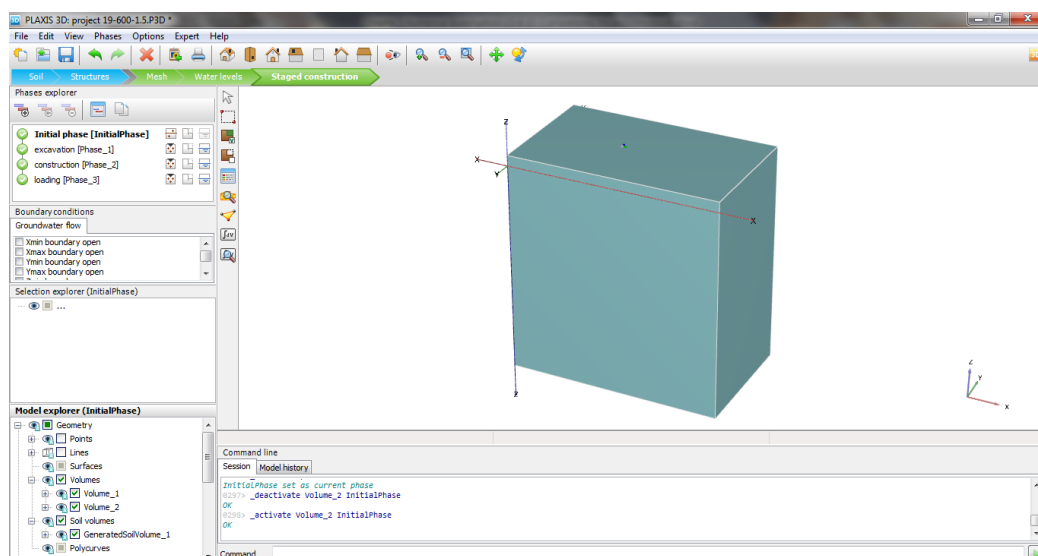 PLAXIS 3D: project 19-600-1.5.P3D *
File Edit View Phases Options Expert Help
Soil Structures Mesh Water levels Staged construction
Phases explorer
Initial phase [InitialPhase]
excavation [Phase_1]
construction [Phase_2]
loading [Phase_3]
Boundary conditions
Groundwater flow
Xmin boundary open
Xmax boundary open
Ymin boundary open
Ymax boundary open
Selection explorer (InitialPhase)
...
Model explorer (InitialPhase)
Geometry
Points
Lines
Surfaces
Volumes
Volume_1
Volume_2
Soil volumes
GeneratedSoilVolume_1
Polycurves
z
x
Y
x
z
Z
Y
x
Command line
Session Model history
InitialPhase set as current phase
0297> _deactivate Volume_2 InitialPhase
OK
0298> _activate Volume_2 InitialPhase
OK
Command